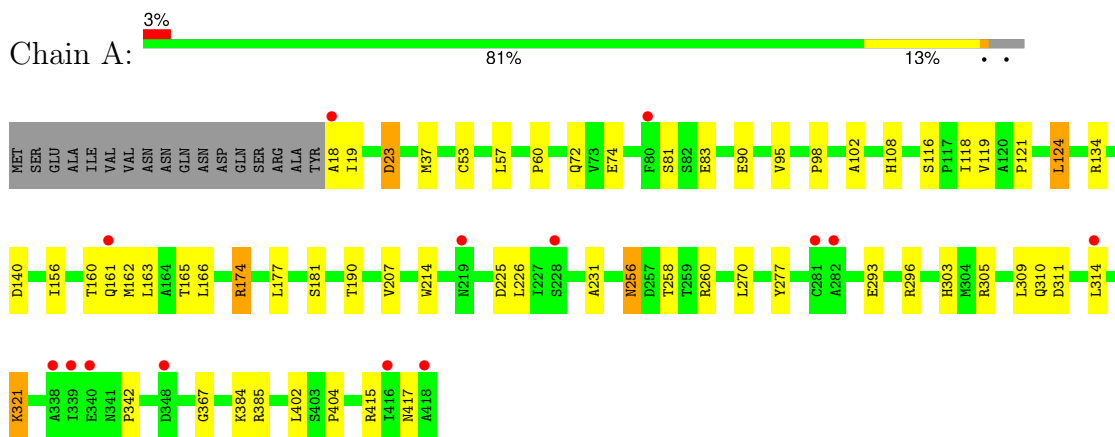 3%
Chain A:
81% 13% • •
MET SER GLU ALA ILE VAL VAL ASN ASN GLN ASN ASP GLN SER ARG ALA TYR A18 I19 D23 M37 C53 L57 P60 Q72 V73 E74 F80 S81 S82 E83 E90 V95 P98 A102 H108 S116 P117 I118 V119 A120 P121 L124 R134
D140 I156 T160 Q161 M162 L163 A164 T165 L166 R174 L177 S181 T190 V207 W214 N219 D225 L226 I227 S228 A231 N256 D257 T258 T259 R260 L270 Y277 C281 A282 E293 R296 H303 M304 R305 L309 Q310 D311 L314
K321 A338 I339 E340 N341 P342 D348 G367 K384 R385 L402 S403 P404 R415 I416 N417 A418